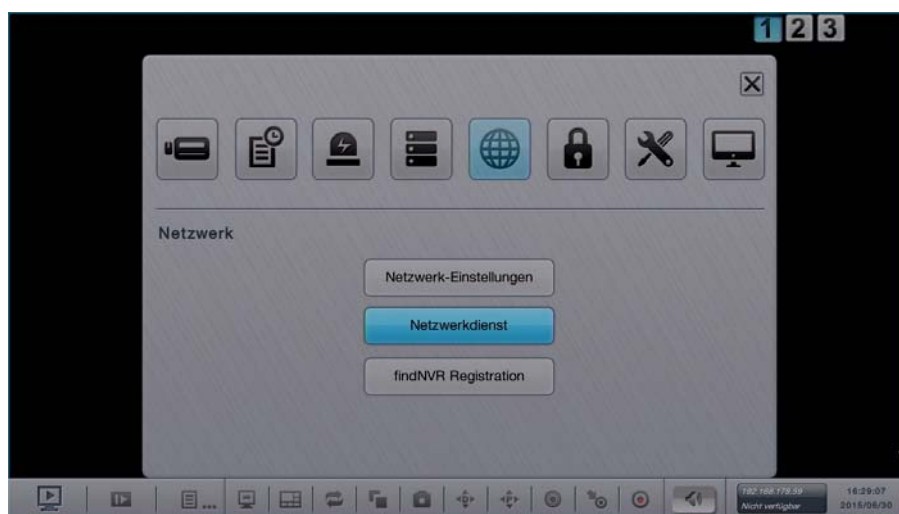 1 2 3
Netzwerk
Netzwerk-Einstellungen
Netzwerkdienst
findNVR Registration
192.168.179.59
Nicht verfügbar
16:29:07
2015/06/30